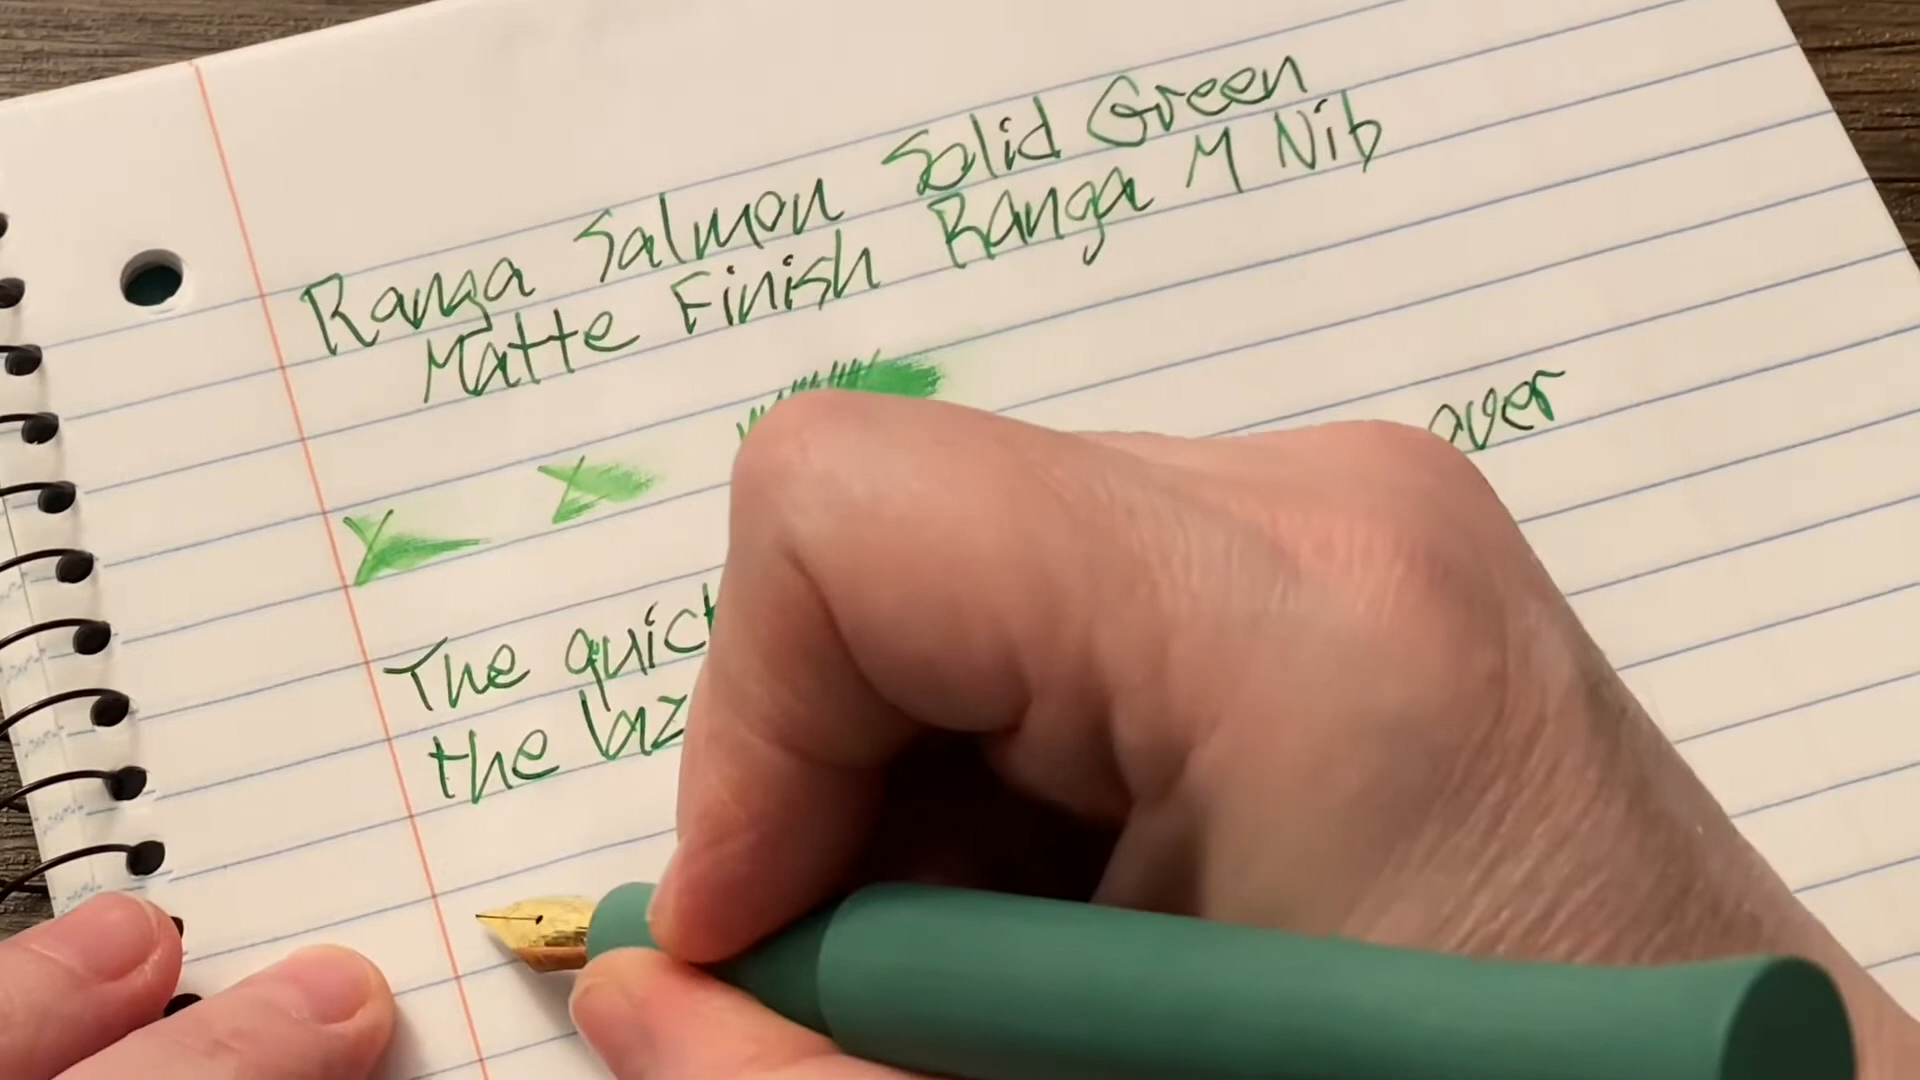 Ranga Salmon Solid Green
Matte Finish Ranga M Nib
The quick over
the laz